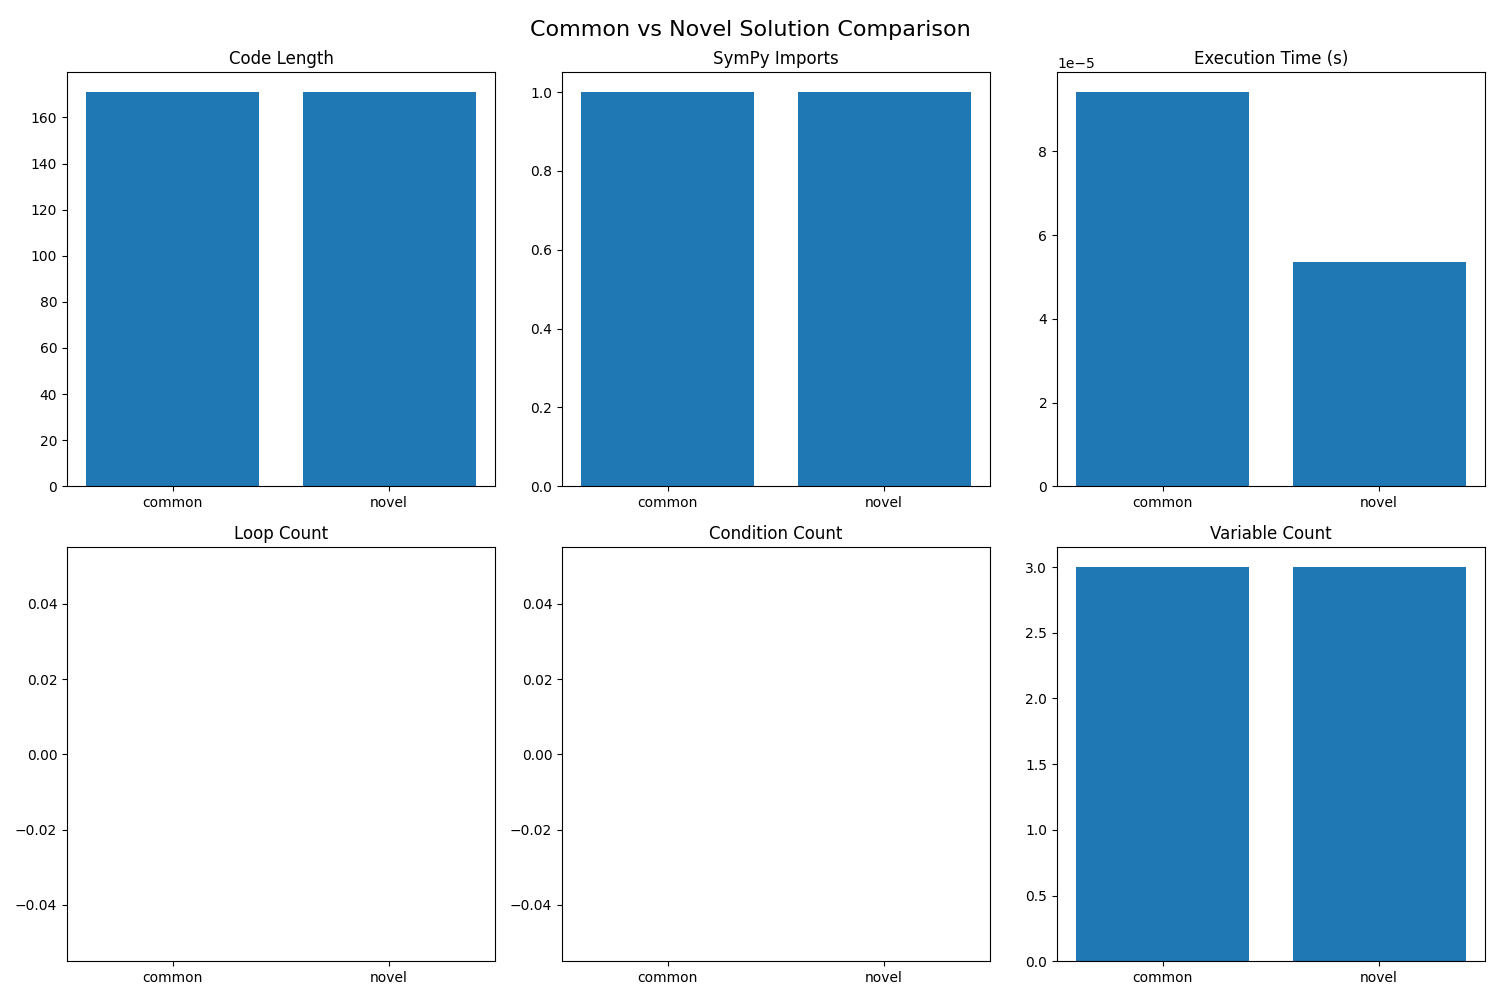 Common vs Novel Solution Comparison
Code Length
160
140
120
100
80
60
40
20
0
common novel
SymPy Imports
1.0
0.8
0.6
0.4
0.2
0.0
common novel
Execution Time (s)
1e−5
8
6
4
2
0
common novel
Loop Count
0.04
0.02
0.00
−0.02
−0.04
common novel
Condition Count
0.04
0.02
0.00
−0.02
−0.04
common novel
Variable Count
3.0
2.5
2.0
1.5
1.0
0.5
0.0
common novel